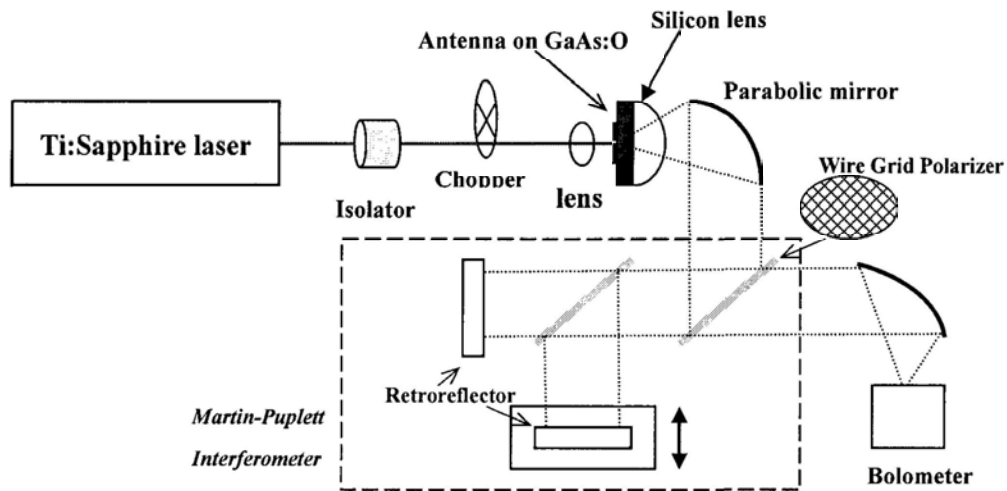 Silicon lens
Antenna on GaAs:O
Parabolic mirror
Ti:Sapphire laser
Wire Grid Polarizer
Chopper
lens
Isolator
Retroreflector
Martin-Puplett
Interferometer
Bolometer